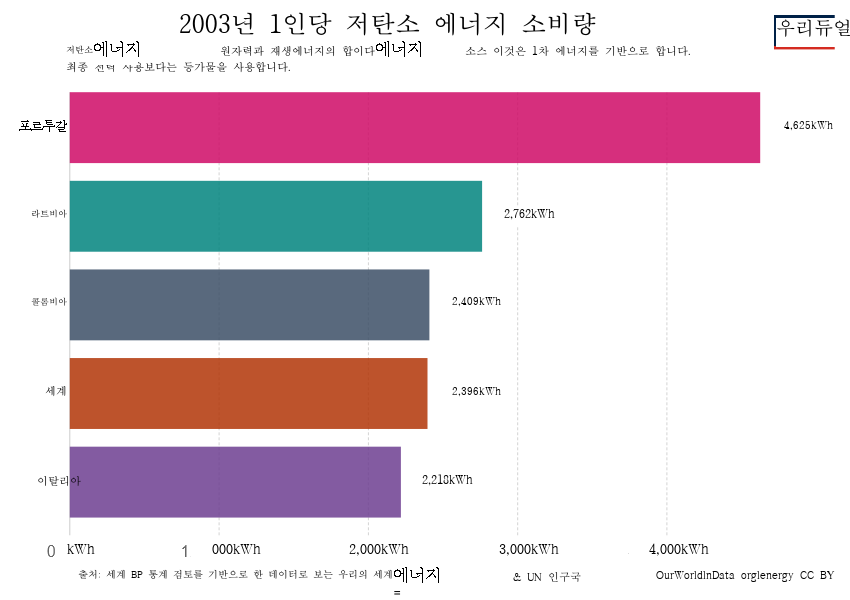 2003년 1인당 저탄소 에너지 소비량
우리듀얼
저탄소에너지 원자력과 재생에너지의 합이다에너지 소스 이것은 1차 에너지를 기반으로 합니다.
최종 전력 사용보다는 등가물을 사용합니다.
포르투갈 4,625kWh
라트비아 2,762kWh
콜롬비아 2,409kWh
세계 2,396kWh
이탈리아 2,218kWh
0 kWh 1 000kWh 2,000kWh 3,000kWh 4,000kWh
출처: 세계 BP 통계 검토를 기반으로 한 데이터로 보는 우리의 세계에너지 은 UN 인구국 OurWorldInData org|energy CC BY
=